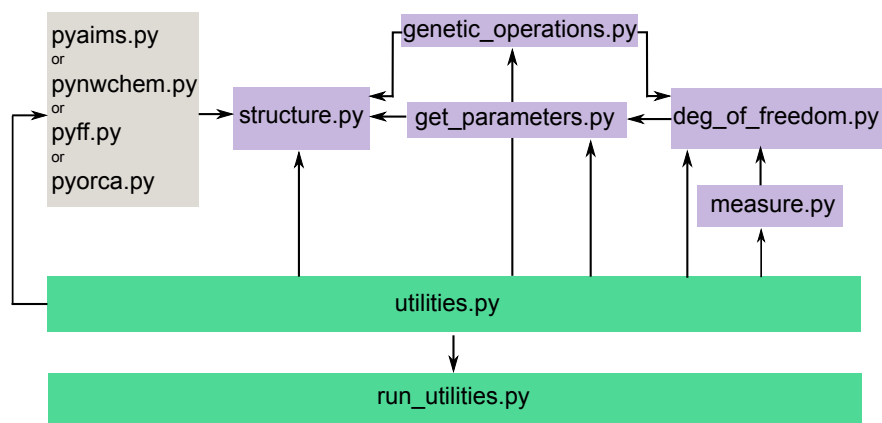 pyaims.py
or
pynwchem.py
or
pyff.py
or
pyorca.py
genetic_operations.py
structure.py
get_parameters.py
deg_of_freedom.py
measure.py
utilities.py
run_utilities.py